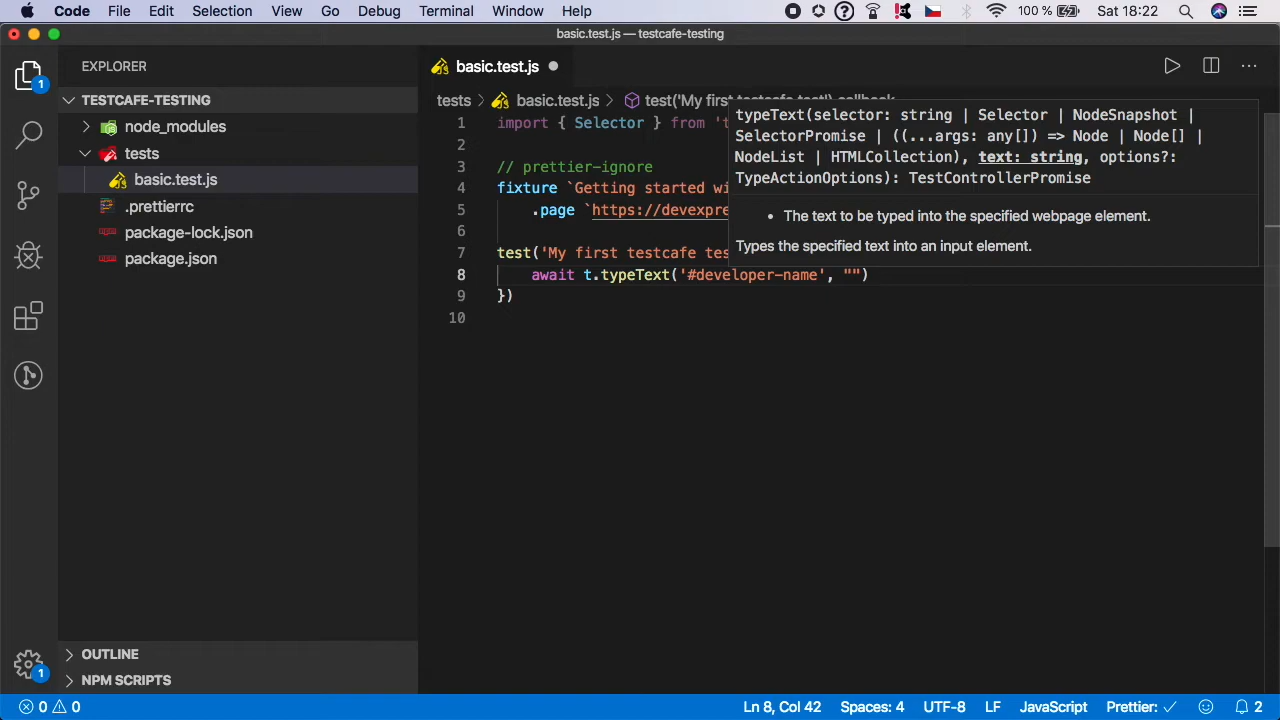 Code File Edit Selection View Go Debug Terminal Window Help 100 % Sat 18:22
basic.test.js — testcafe-testing
EXPLORER
basic.test.js
TESTCAFE-TESTING
node_modules
tests
basic.test.js
.prettierrc
package-lock.json
package.json
OUTLINE
NPM SCRIPTS
1
1
tests > basic.test.js > test('My first testcafe test') callback
1 import { Selector } from 't
2
3 // prettier-ignore
4 fixture `Getting started wi
5 .page `https://devexpre
6
7 test('My first testcafe tes
8 await t.typeText('#developer-name', "")
9 })
10
typeText(selector: string | Selector | NodeSnapshot |
SelectorPromise | ((...args: any[]) => Node | Node[] |
NodeList | HTMLCollection), text: string, options?:
TypeActionOptions): TestControllerPromise
• The text to be typed into the specified webpage element.
Types the specified text into an input element.
0 0 Ln 8, Col 42 Spaces: 4 UTF-8 LF JavaScript Prettier: ✓ 2